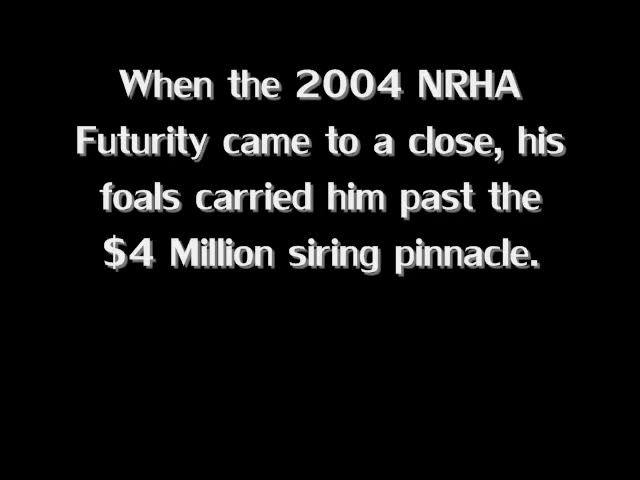 When the 2004 NRHA
Futurity came to a close, his
foals carried him past the
$4 Million siring pinnacle.